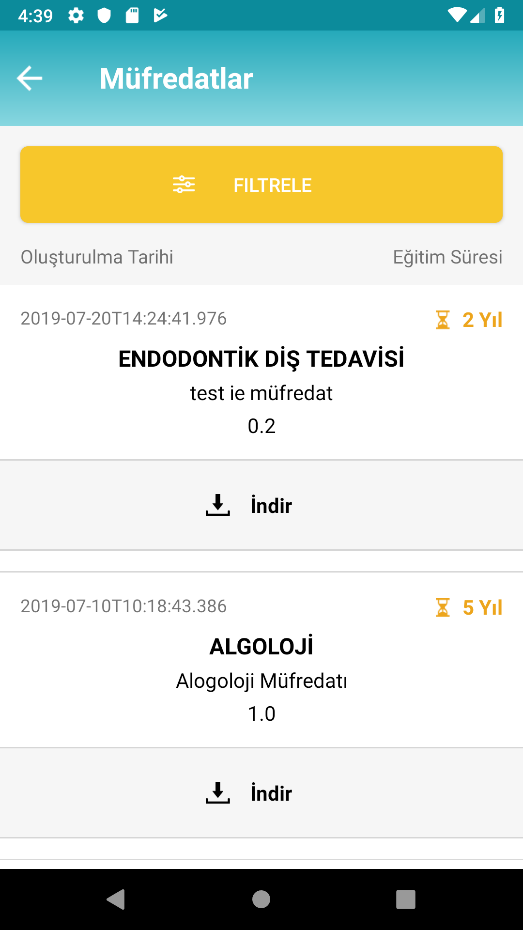 4:39
Müfredatlar
FILTRELE
Oluşturulma Tarihi Eğitim Süresi
2019-07-20T14:24:41.976 2 Yıl
ENDODONTİK DİŞ TEDAVİSİ
test ie müfredat
0.2
İndir
2019-07-10T10:18:43.386 5 Yıl
ALGOLOJİ
Alogoloji Müfredatı
1.0
İndir